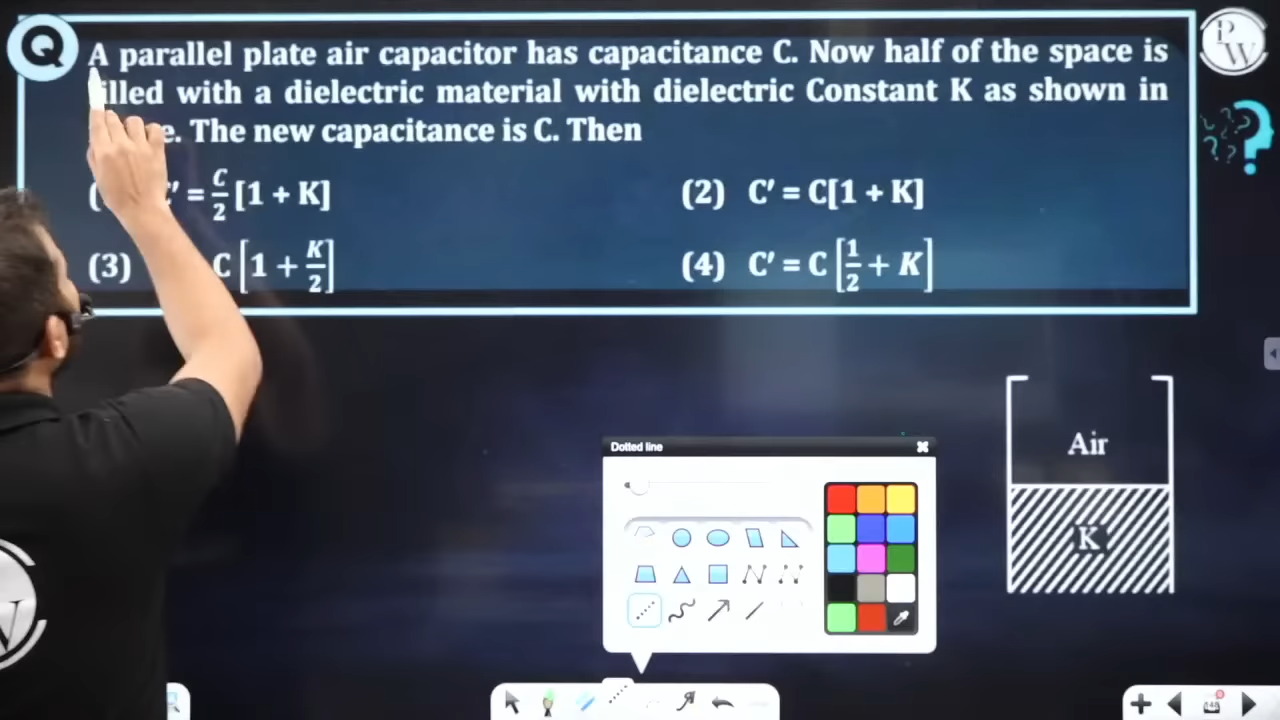 Q
A parallel plate air capacitor has capacitance C. Now half of the space is
illed with a dielectric material with dielectric Constant K as shown in
e. The new capacitance is C. Then
( ' = C/2 [1 + K]
(2) C′ = C[1 + K]
(3) C[1 + K/2]
(4) C′ = C[1/2 + K]
P
W
Air
K
Dotted line
W